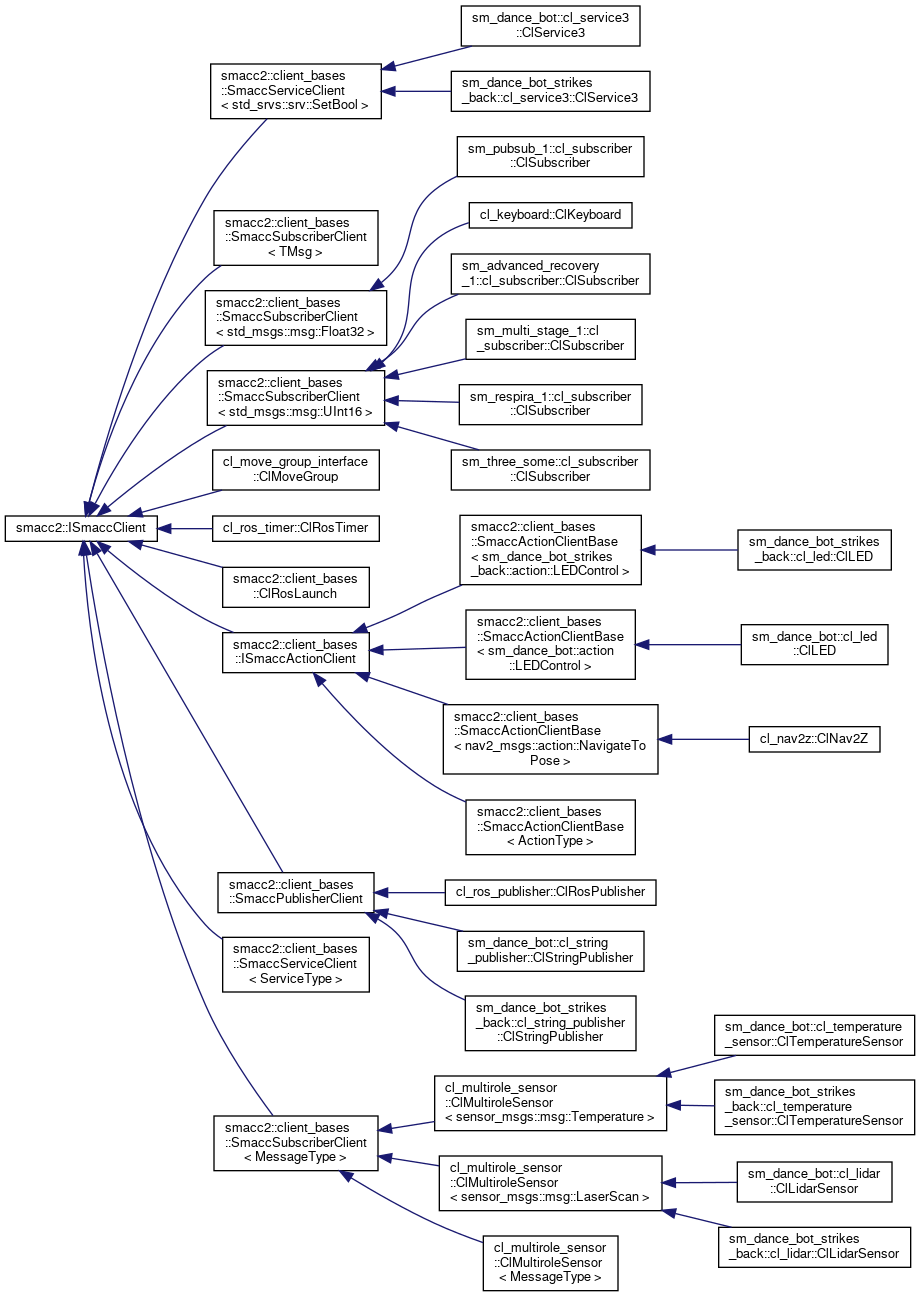 sm_dance_bot::cl_service3
::ClService3
smacc2::client_bases
::SmaccServiceClient
< std_srvs::srv::SetBool >
sm_dance_bot_strikes
_back::cl_service3::ClService3
sm_pubsub_1::cl_subscriber
::ClSubscriber
cl_keyboard::ClKeyboard
smacc2::client_bases
::SmaccSubscriberClient
< TMsg >
sm_advanced_recovery
_1::cl_subscriber::ClSubscriber
smacc2::client_bases
::SmaccSubscriberClient
< std_msgs::msg::Float32 >
sm_multi_stage_1::cl
_subscriber::ClSubscriber
smacc2::client_bases
::SmaccSubscriberClient
< std_msgs::msg::UInt16 >
sm_respira_1::cl_subscriber
::ClSubscriber
sm_three_some::cl_subscriber
::ClSubscriber
cl_move_group_interface
::ClMoveGroup
smacc2::ISmaccClient
cl_ros_timer::ClRosTimer
smacc2::client_bases
::SmaccActionClientBase
< sm_dance_bot_strikes
_back::action::LEDControl >
sm_dance_bot_strikes
_back::cl_led::ClLED
smacc2::client_bases
::ClRosLaunch
smacc2::client_bases
::ISmaccActionClient
smacc2::client_bases
::SmaccActionClientBase
< sm_dance_bot::action
::LEDControl >
sm_dance_bot::cl_led
::ClLED
smacc2::client_bases
::SmaccActionClientBase
< nav2_msgs::action::NavigateTo
Pose >
cl_nav2z::ClNav2Z
smacc2::client_bases
::SmaccActionClientBase
< ActionType >
smacc2::client_bases
::SmaccPublisherClient
cl_ros_publisher::ClRosPublisher
sm_dance_bot::cl_string
_publisher::ClStringPublisher
smacc2::client_bases
::SmaccServiceClient
< ServiceType >
sm_dance_bot_strikes
_back::cl_string_publisher
::ClStringPublisher
sm_dance_bot::cl_temperature
_sensor::ClTemperatureSensor
cl_multirole_sensor
::ClMultiroleSensor
< sensor_msgs::msg::Temperature >
sm_dance_bot_strikes
_back::cl_temperature
_sensor::ClTemperatureSensor
smacc2::client_bases
::SmaccSubscriberClient
< MessageType >
cl_multirole_sensor
::ClMultiroleSensor
< sensor_msgs::msg::LaserScan >
sm_dance_bot::cl_lidar
::ClLidarSensor
sm_dance_bot_strikes
_back::cl_lidar::ClLidarSensor
cl_multirole_sensor
::ClMultiroleSensor
< MessageType >